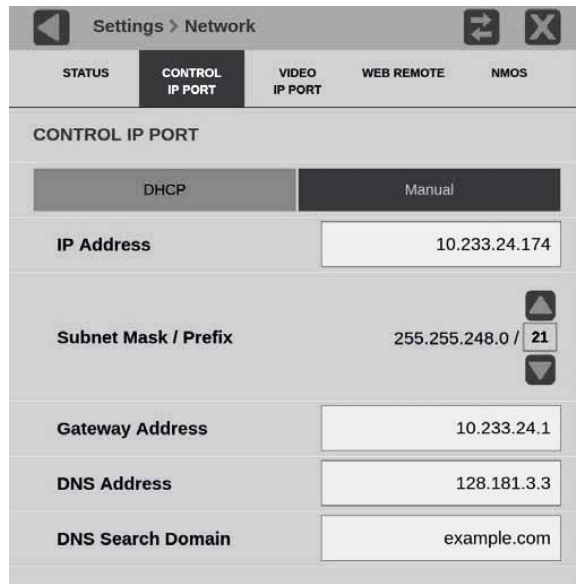 Settings > Network
STATUS
CONTROL
IP PORT
VIDEO
IP PORT
WEB REMOTE
NMOS
CONTROL IP PORT
DHCP
Manual
IP Address
10.233.24.174
Subnet Mask / Prefix
255.255.248.0 / 21
Gateway Address
10.233.24.1
DNS Address
128.181.3.3
DNS Search Domain
example.com